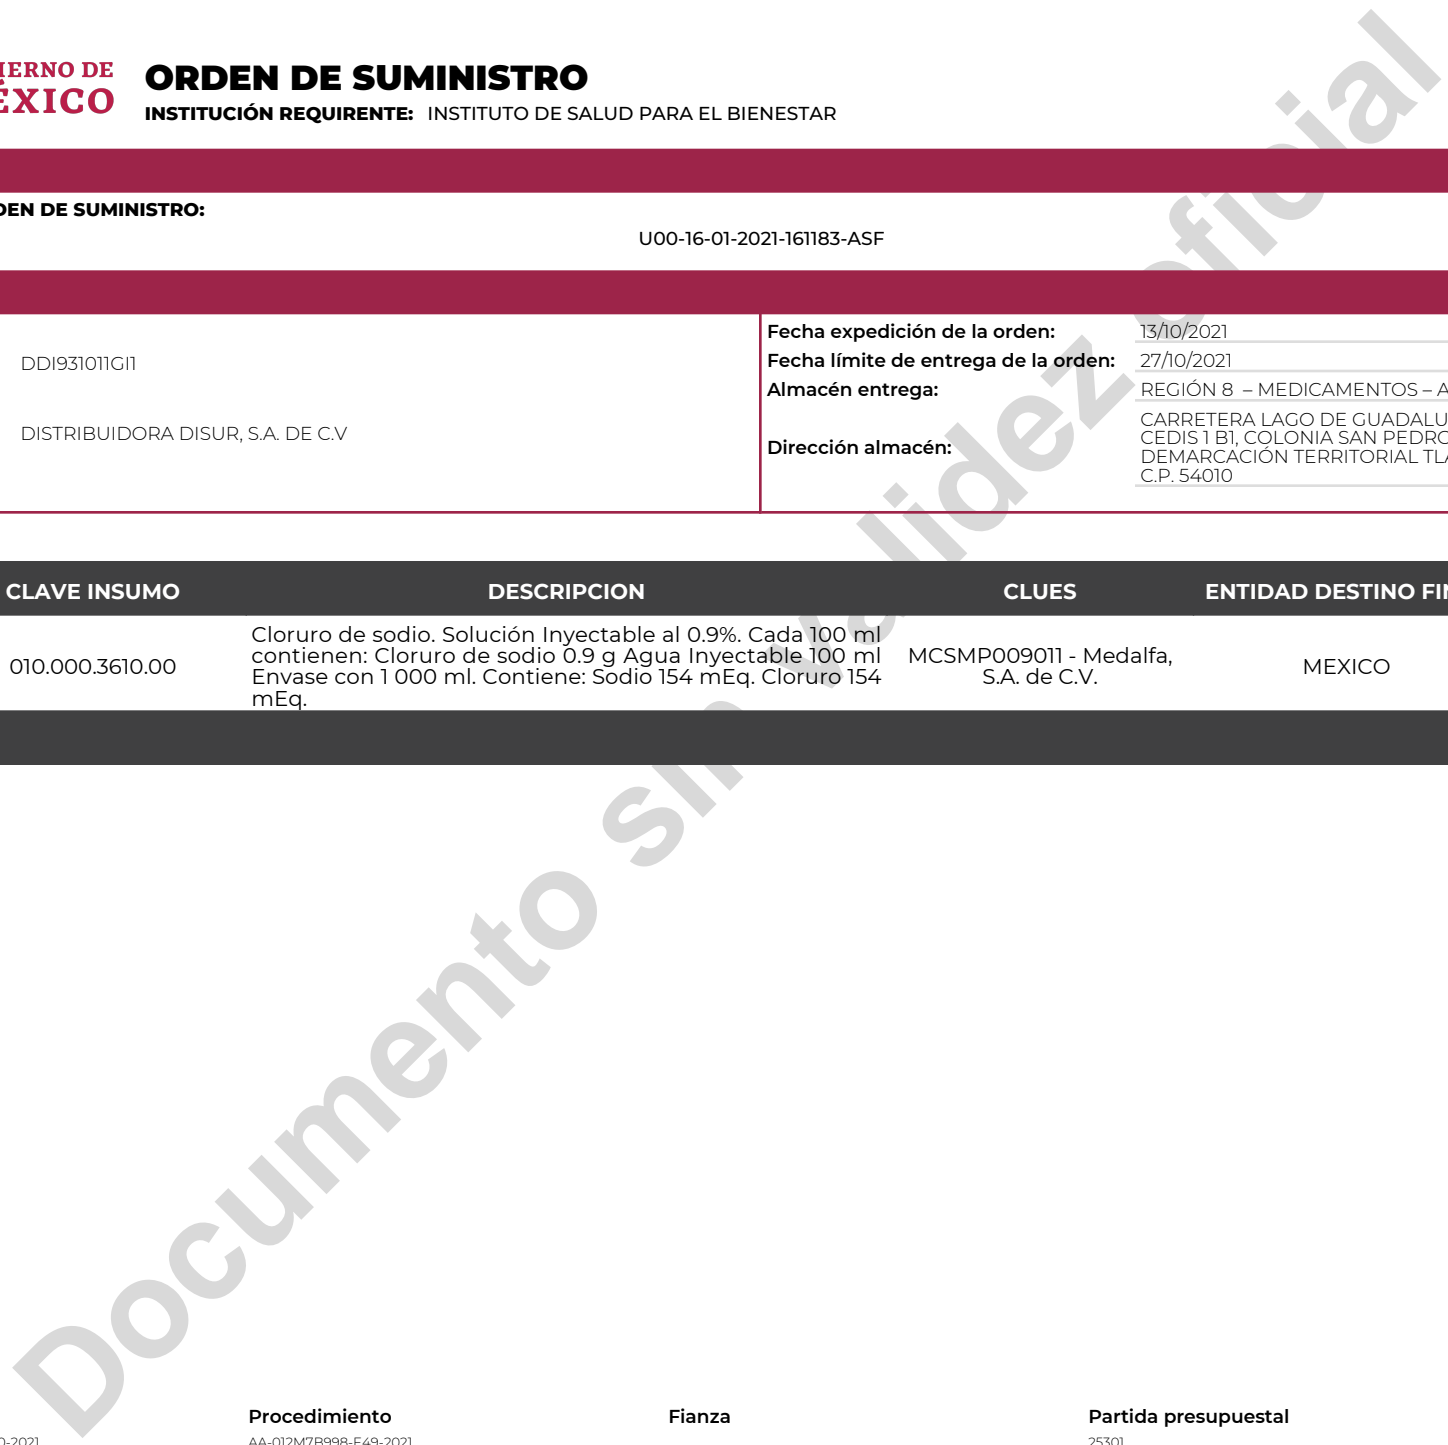 IERNO DE
ÉXICO
ORDEN DE SUMINISTRO
INSTITUCIÓN REQUIRENTE: INSTITUTO DE SALUD PARA EL BIENESTAR
DEN DE SUMINISTRO:
U00-16-01-2021-161183-ASF
DDI931011GI1
DISTRIBUIDORA DISUR, S.A. DE C.V
Fecha expedición de la orden: 13/10/2021
Fecha límite de entrega de la orden: 27/10/2021
Almacén entrega: REGIÓN 8 – MEDICAMENTOS – A
Dirección almacén: CARRETERA LAGO DE GUADALU
CEDIS 1 B1, COLONIA SAN PEDRO
DEMARCACIÓN TERRITORIAL TLA
C.P. 54010
CLAVE INSUMO DESCRIPCION CLUES ENTIDAD DESTINO FIN
010.000.3610.00
Cloruro de sodio. Solución Inyectable al 0.9%. Cada 100 ml
contienen: Cloruro de sodio 0.9 g Agua Inyectable 100 ml
Envase con 1 000 ml. Contiene: Sodio 154 mEq. Cloruro 154
mEq.
MCSMP009011 - Medalfa,
S.A. de C.V.
MEXICO
Documento sin validez oficial
Procedimiento Fianza Partida presupuestal
0-2021 AA-012M7B998-E49-2021 25301